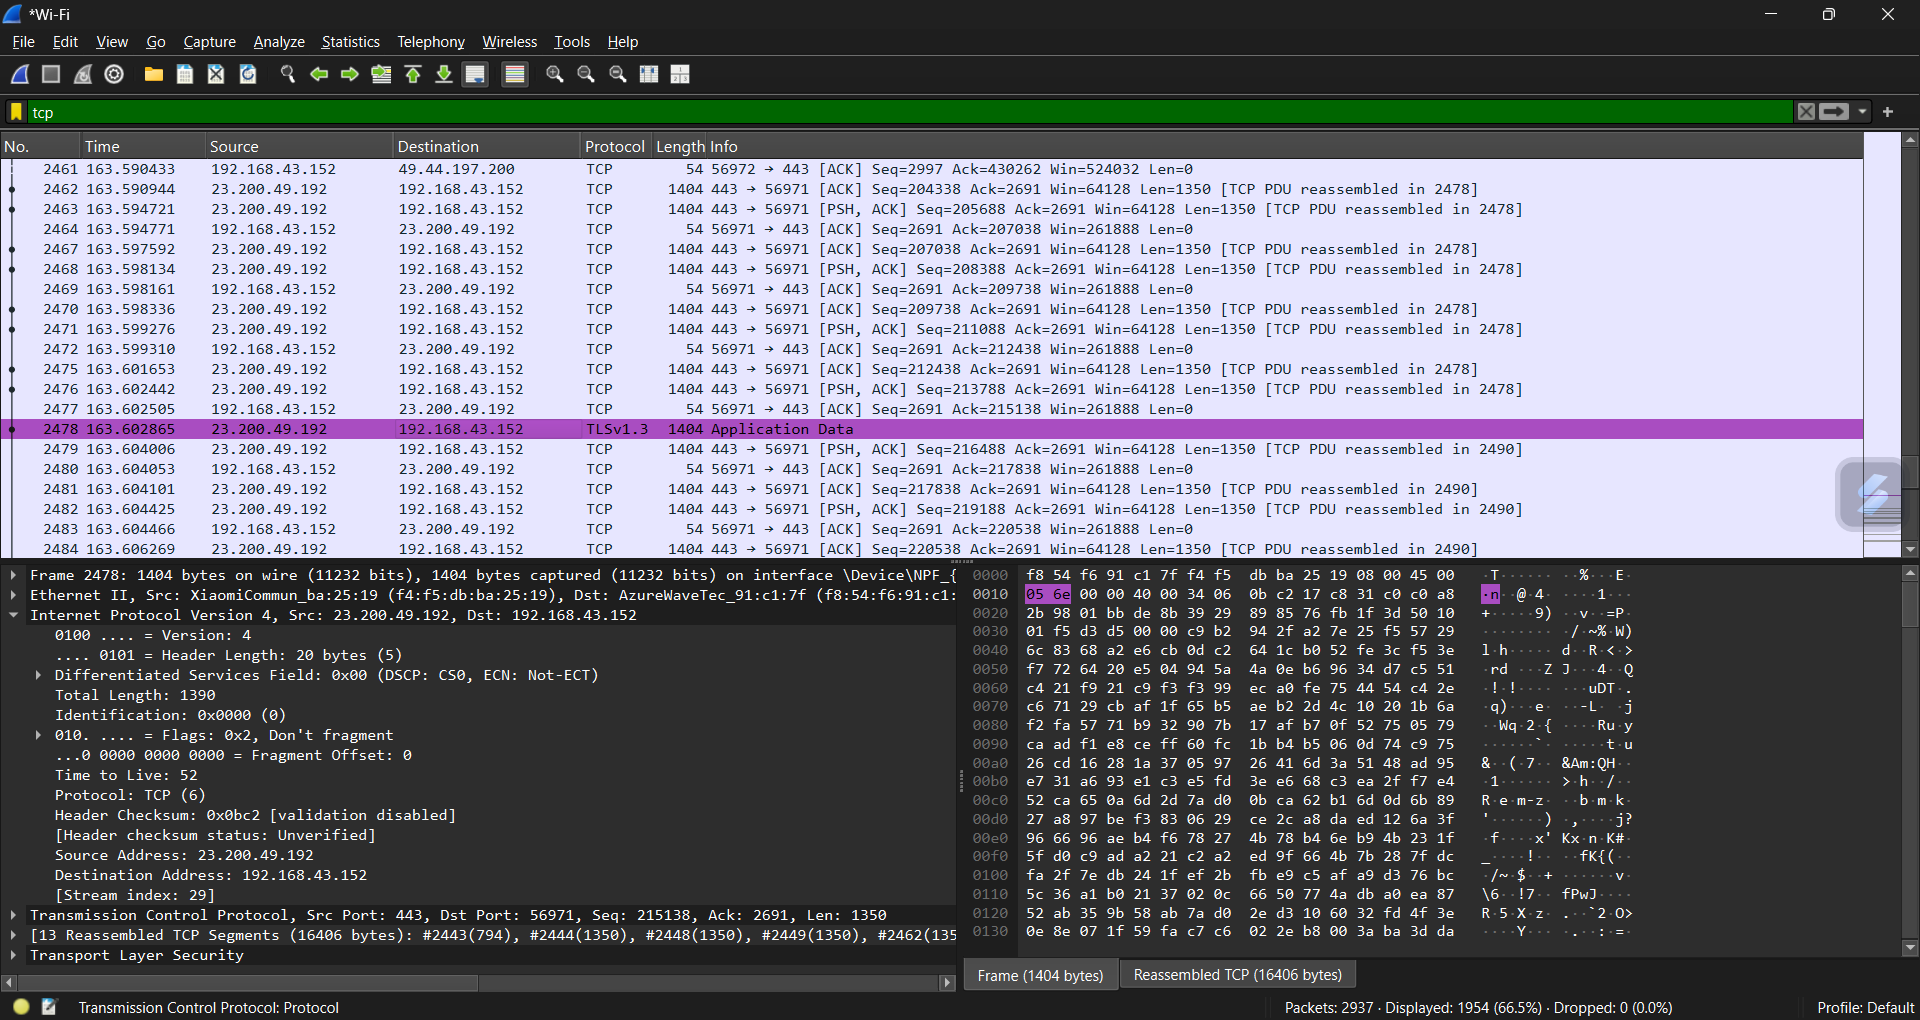 *Wi-Fi
File Edit View Go Capture Analyze Statistics Telephony Wireless Tools Help
tcp
No. Time Source Destination Protocol Length Info
2461 163.590433 192.168.43.152 49.44.197.200 TCP 54 56972 → 443 [ACK] Seq=2997 Ack=430262 Win=524032 Len=0
2462 163.590944 23.200.49.192 192.168.43.152 TCP 1404 443 → 56971 [ACK] Seq=204338 Ack=2691 Win=64128 Len=1350 [TCP PDU reassembled in 2478]
2463 163.594721 23.200.49.192 192.168.43.152 TCP 1404 443 → 56971 [PSH, ACK] Seq=205688 Ack=2691 Win=64128 Len=1350 [TCP PDU reassembled in 2478]
2464 163.594771 192.168.43.152 23.200.49.192 TCP 54 56971 → 443 [ACK] Seq=2691 Ack=207038 Win=261888 Len=0
2467 163.597592 23.200.49.192 192.168.43.152 TCP 1404 443 → 56971 [ACK] Seq=207038 Ack=2691 Win=64128 Len=1350 [TCP PDU reassembled in 2478]
2468 163.598134 23.200.49.192 192.168.43.152 TCP 1404 443 → 56971 [PSH, ACK] Seq=208388 Ack=2691 Win=64128 Len=1350 [TCP PDU reassembled in 2478]
2469 163.598161 192.168.43.152 23.200.49.192 TCP 54 56971 → 443 [ACK] Seq=2691 Ack=209738 Win=261888 Len=0
2470 163.598336 23.200.49.192 192.168.43.152 TCP 1404 443 → 56971 [ACK] Seq=209738 Ack=2691 Win=64128 Len=1350 [TCP PDU reassembled in 2478]
2471 163.599276 23.200.49.192 192.168.43.152 TCP 1404 443 → 56971 [PSH, ACK] Seq=211088 Ack=2691 Win=64128 Len=1350 [TCP PDU reassembled in 2478]
2472 163.599310 192.168.43.152 23.200.49.192 TCP 54 56971 → 443 [ACK] Seq=2691 Ack=212438 Win=261888 Len=0
2475 163.601653 23.200.49.192 192.168.43.152 TCP 1404 443 → 56971 [ACK] Seq=212438 Ack=2691 Win=64128 Len=1350 [TCP PDU reassembled in 2478]
2476 163.602442 23.200.49.192 192.168.43.152 TCP 1404 443 → 56971 [PSH, ACK] Seq=213788 Ack=2691 Win=64128 Len=1350 [TCP PDU reassembled in 2478]
2477 163.602505 192.168.43.152 23.200.49.192 TCP 54 56971 → 443 [ACK] Seq=2691 Ack=215138 Win=261888 Len=0
2478 163.602865 23.200.49.192 192.168.43.152 TLSv1.3 1404 Application Data
2479 163.604006 23.200.49.192 192.168.43.152 TCP 1404 443 → 56971 [PSH, ACK] Seq=216488 Ack=2691 Win=64128 Len=1350 [TCP PDU reassembled in 2490]
2480 163.604053 192.168.43.152 23.200.49.192 TCP 54 56971 → 443 [ACK] Seq=2691 Ack=217838 Win=261888 Len=0
2481 163.604101 23.200.49.192 192.168.43.152 TCP 1404 443 → 56971 [ACK] Seq=217838 Ack=2691 Win=64128 Len=1350 [TCP PDU reassembled in 2490]
2482 163.604425 23.200.49.192 192.168.43.152 TCP 1404 443 → 56971 [PSH, ACK] Seq=219188 Ack=2691 Win=64128 Len=1350 [TCP PDU reassembled in 2490]
2483 163.604466 192.168.43.152 23.200.49.192 TCP 54 56971 → 443 [ACK] Seq=2691 Ack=220538 Win=261888 Len=0
2484 163.606269 23.200.49.192 192.168.43.152 TCP 1404 443 → 56971 [ACK] Seq=220538 Ack=2691 Win=64128 Len=1350 [TCP PDU reassembled in 2490]
Frame 2478: 1404 bytes on wire (11232 bits), 1404 bytes captured (11232 bits) on interface \Device\NPF_{
Ethernet II, Src: XiaomiCommun_ba:25:19 (f4:f5:db:ba:25:19), Dst: AzureWaveTec_91:c1:7f (f8:54:f6:91:c1:
Internet Protocol Version 4, Src: 23.200.49.192, Dst: 192.168.43.152
0100 .... = Version: 4
.... 0101 = Header Length: 20 bytes (5)
Differentiated Services Field: 0x00 (DSCP: CS0, ECN: Not-ECT)
Total Length: 1390
Identification: 0x0000 (0)
010. .... = Flags: 0x2, Don't fragment
...0 0000 0000 0000 = Fragment Offset: 0
Time to Live: 52
Protocol: TCP (6)
Header Checksum: 0x0bc2 [validation disabled]
[Header checksum status: Unverified]
Source Address: 23.200.49.192
Destination Address: 192.168.43.152
[Stream index: 29]
Transmission Control Protocol, Src Port: 443, Dst Port: 56971, Seq: 215138, Ack: 2691, Len: 1350
[13 Reassembled TCP Segments (16406 bytes): #2443(794), #2444(1350), #2448(1350), #2449(1350), #2462(135
Transport Layer Security
0000 f8 54 f6 91 c1 7f f4 f5 db ba 25 19 08 00 45 00 ·T······ ··%···E·
0010 05 6e 00 00 40 00 34 06 0b c2 17 c8 31 c0 c0 a8 ·n··@·4· ····1···
0020 2b 98 01 bb de 8b 39 29 89 85 76 fb 1f 3d 50 10 +·····9) ··v··=P·
0030 01 f5 d3 d5 00 00 c9 b2 94 2f a2 7e 25 f5 57 29 ········ ·/·~%·W)
0040 6c 83 68 a2 e6 cb 0d c2 64 1c b0 52 fe 3c f5 3e l·h····· d··R·<·>
0050 f7 72 64 20 e5 04 94 5a 4a 0e b6 96 34 d7 c5 51 ·rd ···Z J···4··Q
0060 c4 21 f9 21 c9 f3 f3 99 ec a0 fe 75 44 54 c4 2e ·!·!···· ···uDT·.
0070 c6 71 29 cb af 1f 65 b5 ae b2 2d 4c 10 20 1b 6a ·q)···e· ··-L· ·j
0080 f2 fa 57 71 b9 32 90 7b 17 af b7 0f 52 75 05 79 ··Wq·2·{ ····Ru·y
0090 ca ad f1 e8 ce ff 60 fc 1b b4 b5 06 0d 74 c9 75 ······`· ·····t·u
00a0 26 cd 16 28 1a 37 05 97 26 41 6d 3a 51 48 ad 95 &··(·7·· &Am:QH··
00b0 e7 31 a6 93 e1 c3 e5 fd 3e e6 68 c3 ea 2f f7 e4 ·1······ >·h··/··
00c0 52 ca 65 0a 6d 2d 7a d0 0b ca 62 b1 6d 0d 6b 89 R·e·m-z· ··b·m·k·
00d0 27 a8 97 be f3 83 06 29 ce 2c a8 da ed 12 6a 3f '······) ·,····j?
00e0 96 66 96 ae b4 f6 78 27 4b 78 b4 6e b9 4b 23 1f ·f····x' Kx·n·K#·
00f0 5f d0 c9 ad a2 21 c2 a2 ed 9f 66 4b 7b 28 7f dc _····!·· ··fK{(··
0100 fa 2f 7e db 24 1f ef 2b fb e9 c5 af a9 d3 76 bc ·/~·$··+ ······v·
0110 5c 36 a1 b0 21 37 02 0c 66 50 77 4a db a0 ea 87 \6··!7·· fPwJ····
0120 52 ab 35 9b 58 ab 7a d0 2e d3 10 60 32 fd 4f 3e R·5·X·z· .··`2·O>
0130 0e 8e 07 1f 59 fa c7 c6 02 2e b8 00 3a ba 3d da ····Y··· ·.··:·=·
Frame (1404 bytes) Reassembled TCP (16406 bytes)
Transmission Control Protocol: Protocol Packets: 2937 · Displayed: 1954 (66.5%) · Dropped: 0 (0.0%) Profile: Default